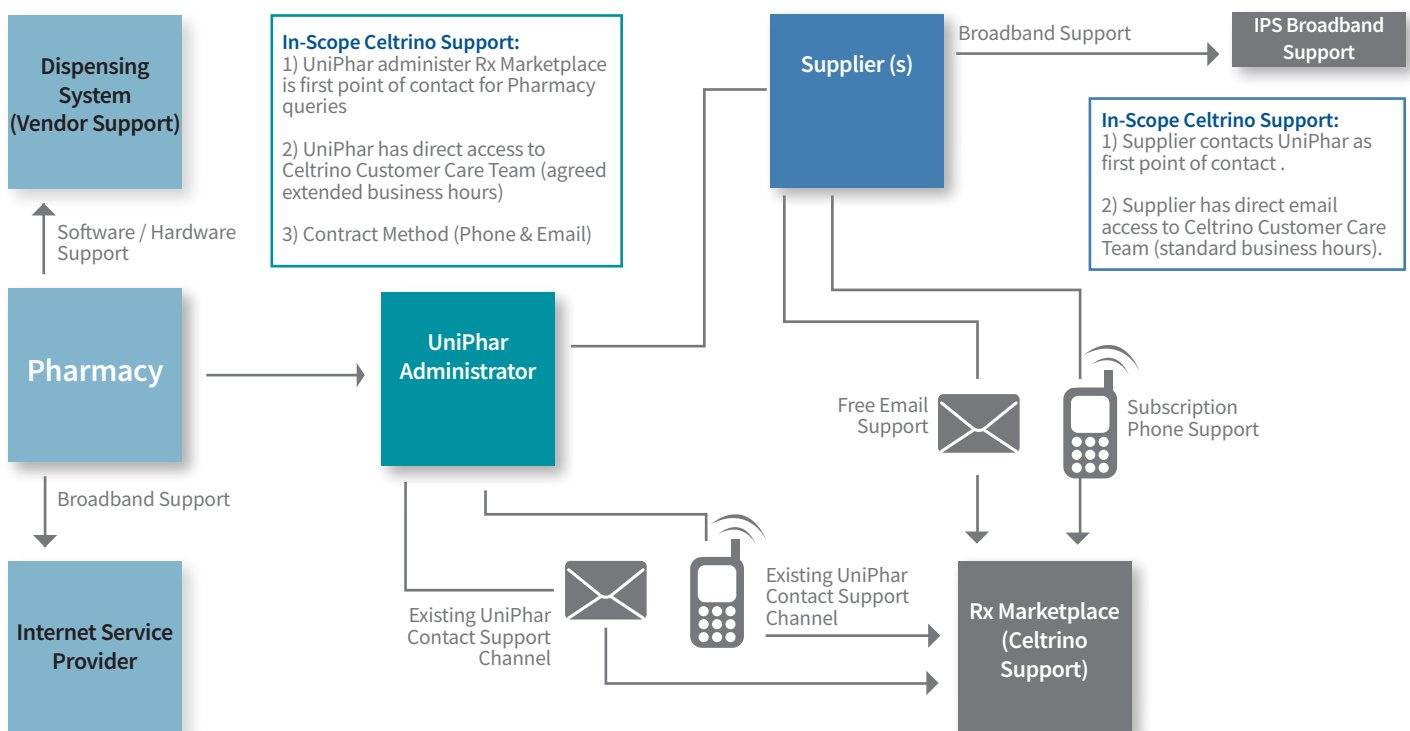 Dispensing
System
(Vendor Support)
Software / Hardware
Support
Pharmacy
Broadband Support
Internet Service
Provider
In-Scope Celtrino Support:
1) UniPhar administer Rx Marketplace
is first point of contact for Pharmacy
queries
2) UniPhar has direct access to
Celtrino Customer Care Team (agreed
extended business hours)
3) Contract Method (Phone & Email)
UniPhar
Administrator
Existing UniPhar
Contact Support
Channel
Existing UniPhar
Contact Support
Channel
Supplier (s)
Broadband Support
IPS Broadband
Support
In-Scope Celtrino Support:
1) Supplier contacts UniPhar as
first point of contact .
2) Supplier has direct email
access to Celtrino Customer Care
Team (standard business hours).
Free Email
Support
Subscription
Phone Support
Rx Marketplace
(Celtrino
Support)